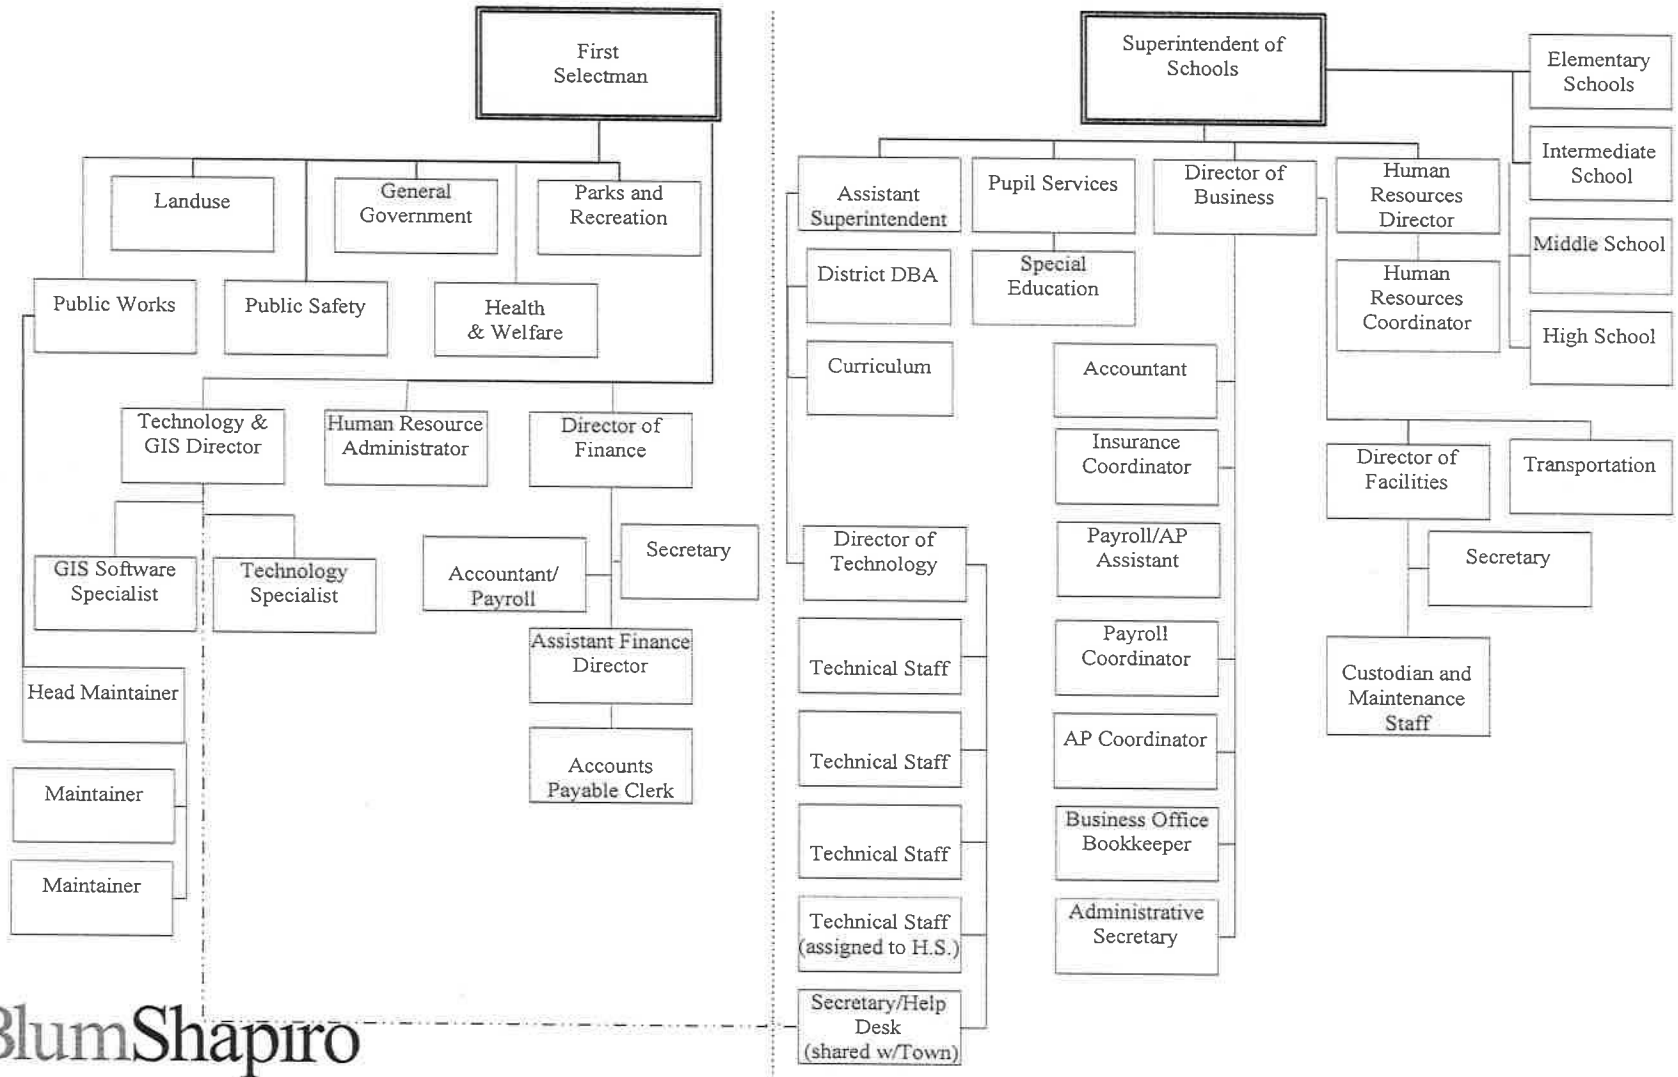 First
Selectman
Landuse
General
Government
Parks and
Recreation
Public Works
Public Safety
Health
& Welfare
Technology &
GIS Director
Human Resource
Administrator
Director of
Finance
GIS Software
Specialist
Technology
Specialist
Accountant/
Payroll
Secretary
Assistant Finance
Director
Head Maintainer
Accounts
Payable Clerk
Maintainer
Maintainer
Superintendent of
Schools
Elementary
Schools
Intermediate
School
Middle School
High School
Assistant
Superintendent
Pupil Services
Director of
Business
Human
Resources
Director
District DBA
Special
Education
Human
Resources
Coordinator
Curriculum
Accountant
Insurance
Coordinator
Director of
Facilities
Transportation
Director of
Technology
Payroll/AP
Assistant
Secretary
Technical Staff
Payroll
Coordinator
Custodian and
Maintenance
Staff
Technical Staff
AP Coordinator
Technical Staff
Business Office
Bookkeeper
Technical Staff
(assigned to H.S.)
Administrative
Secretary
Secretary/Help
Desk
(shared w/Town)
BlumShapiro